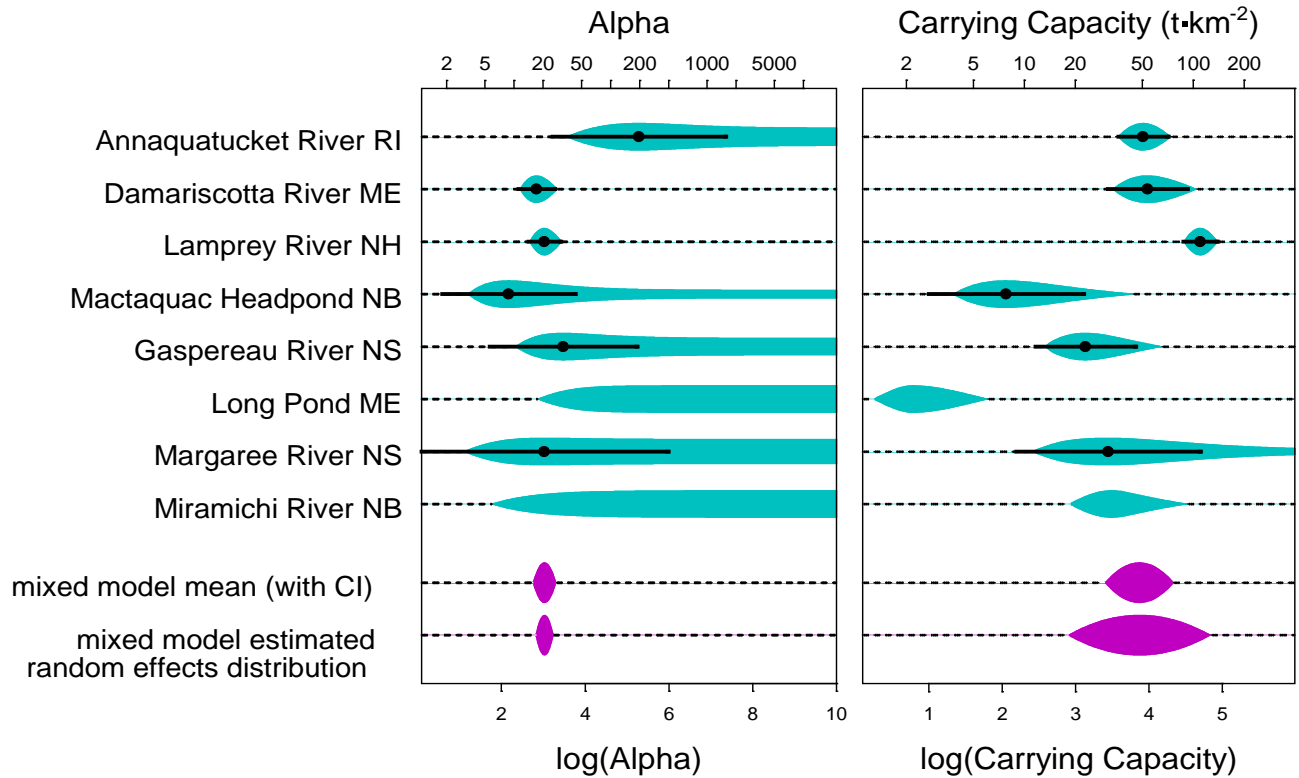 Alpha
Carrying Capacity (t·km-2)
2 5 20 50 200 1000 5000
2 5 10 20 50 100 200
Annaquatucket River RI
Damariscotta River ME
Lamprey River NH
Mactaquac Headpond NB
Gaspereau River NS
Long Pond ME
Margaree River NS
Miramichi River NB
mixed model mean (with CI)
mixed model estimated
random effects distribution
2 4 6 8 10
1 2 3 4 5
log(Alpha)
log(Carrying Capacity)